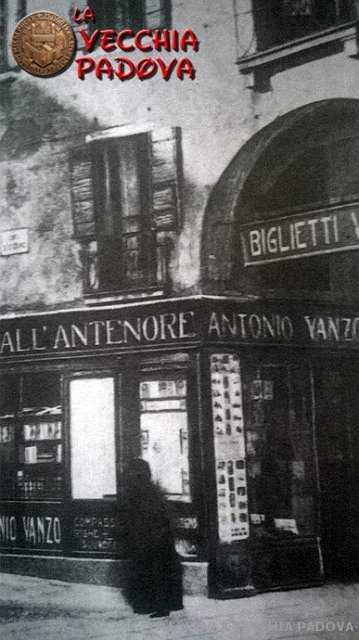 LA
VECCHIA
PADOVA
BIGLIETTI
ALL'ANTENORE ANTONIO VANZO
NIO VANZO
VECCHIA PADOVA